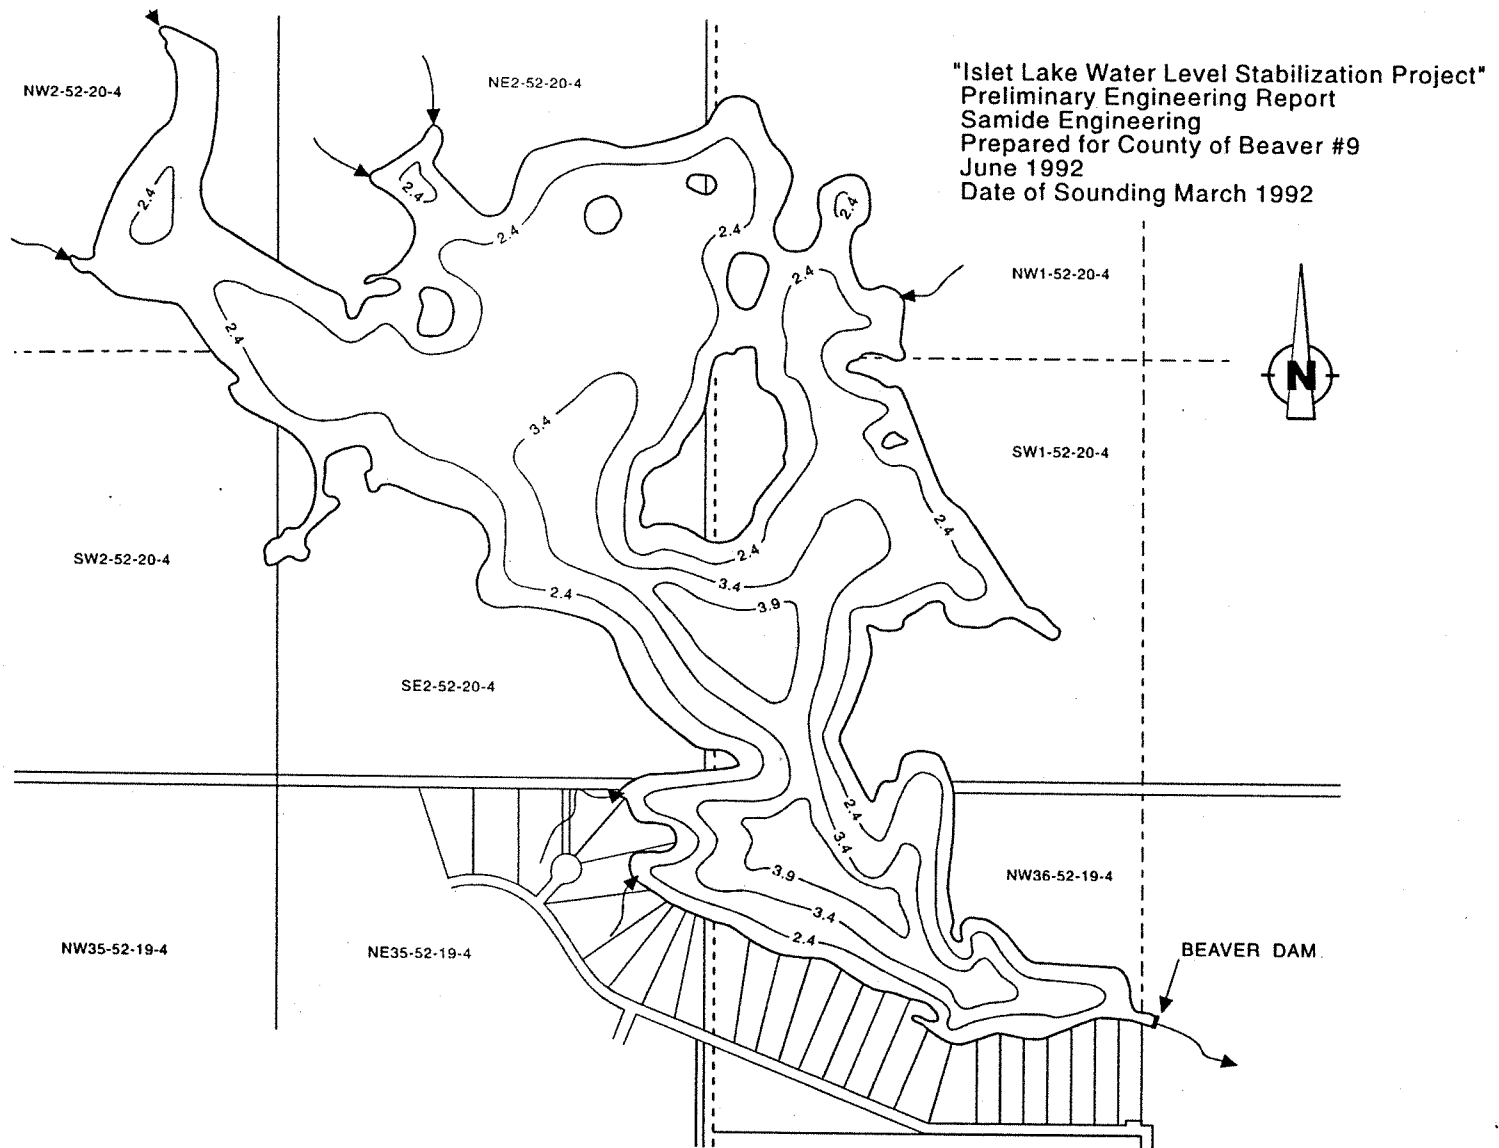 "Islet Lake Water Level Stabilization Project"
Preliminary Engineering Report
Samide Engineering
Prepared for County of Beaver #9
June 1992
Date of Sounding March 1992
NW2-52-20-4
NE2-52-20-4
2.4
2.4
2.4
2.4
2.4
2.4
NW1-52-20-4
2.4
N
3.4
SW1-52-20-4
2.4
SW2-52-20-4
2.4
3.4
2.4
3.9
SE2-52-20-4
2.4
3.4
3.9
NW36-52-19-4
3.4
2.4
NW35-52-19-4
NE35-52-19-4
BEAVER DAM